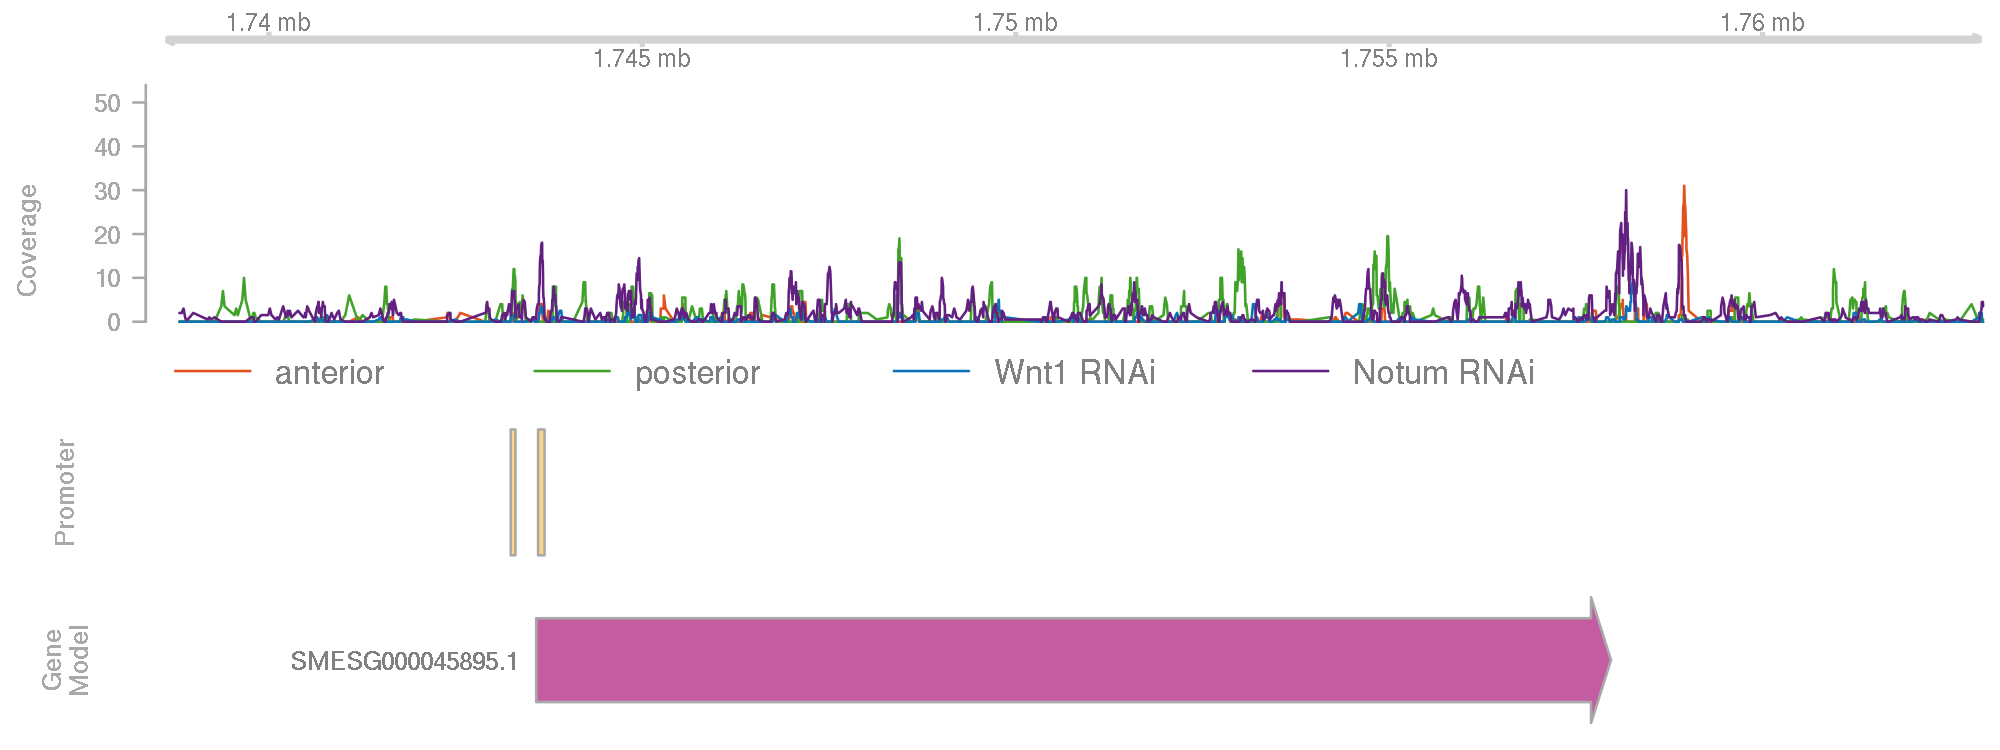 1.74 mb 1.75 mb 1.76 mb
1.745 mb 1.755 mb
Coverage
50
40
30
20
10
0
anterior posterior Wnt1 RNAi Notum RNAi
Promoter
Gene
Model
SMESG000045895.1